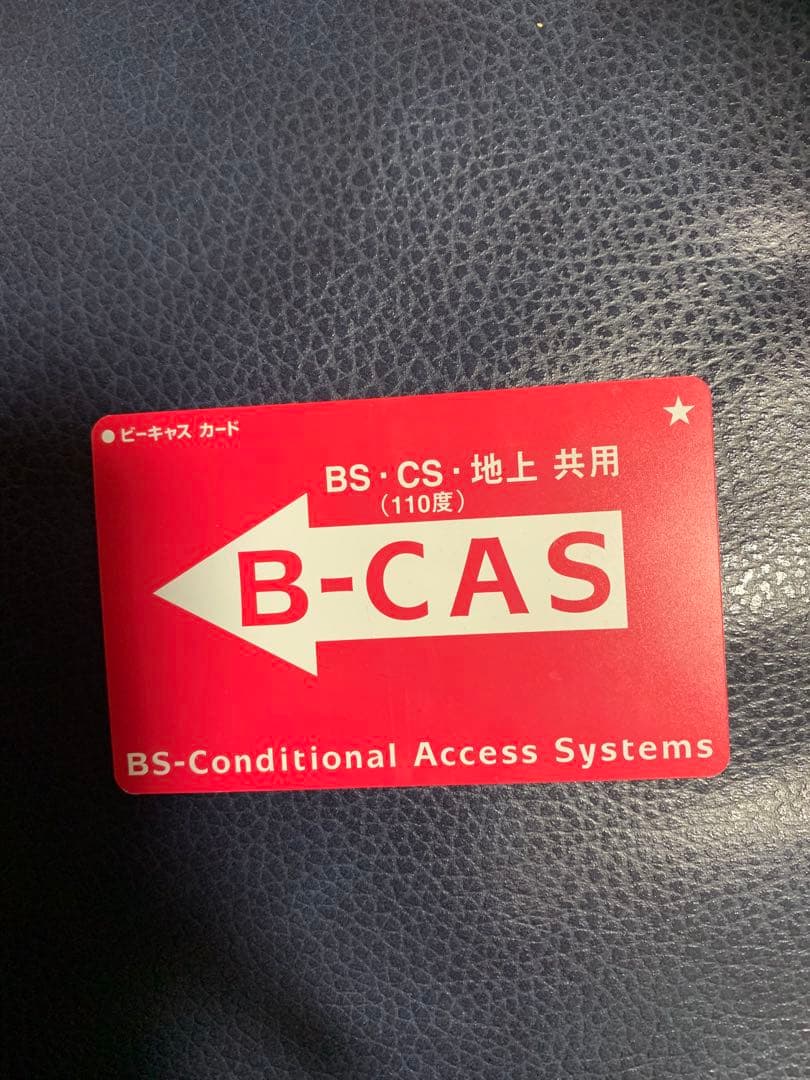 ● ビーキャス カード
★
BS・CS・地上 共用
(110度)
B-CAS
BS-Conditional Access Systems